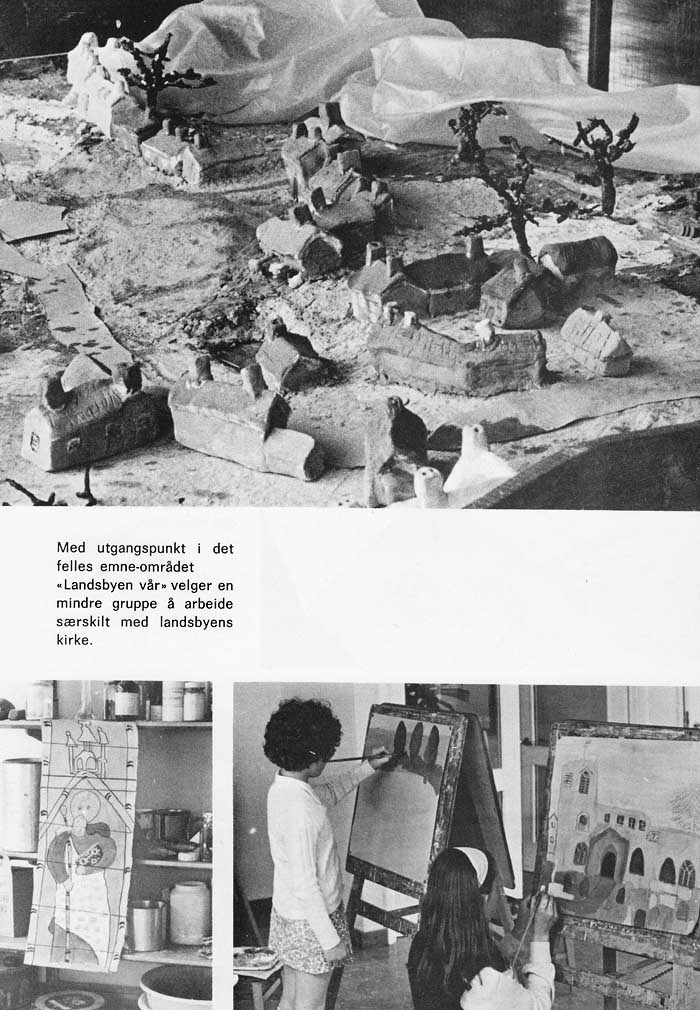 Med utgangspunkt i det
felles emne-området
«Landsbyen vår» velger en
mindre gruppe å arbeide
særskilt med landsbyens
kirke.